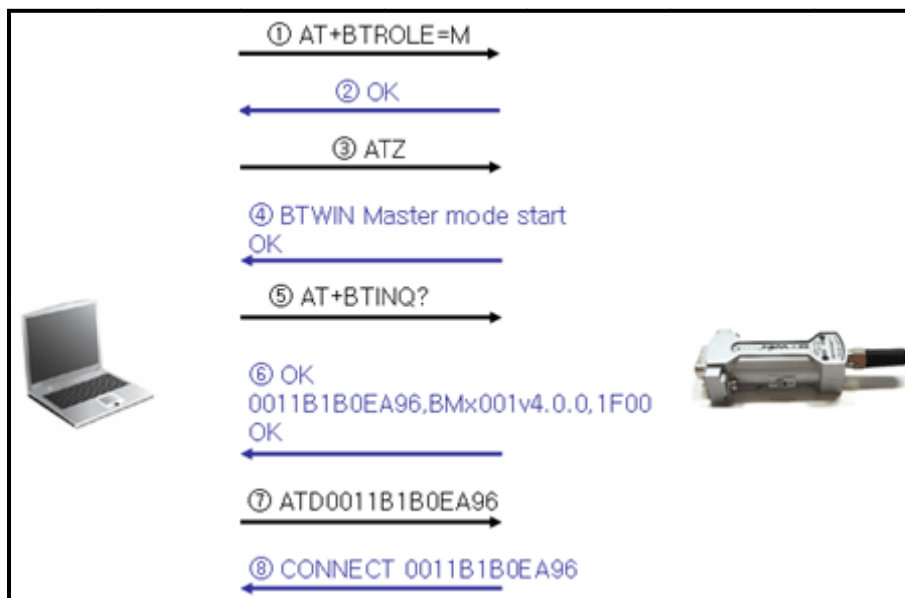 ① AT+BTROLE=M
② OK
③ ATZ
④ BTWIN Master mode start
OK
⑤ AT+BTINQ?
⑥ OK
0011B1B0EA96,BMx001v4.0.0,1F00
OK
⑦ ATD0011B1B0EA96
⑧ CONNECT 0011B1B0EA96